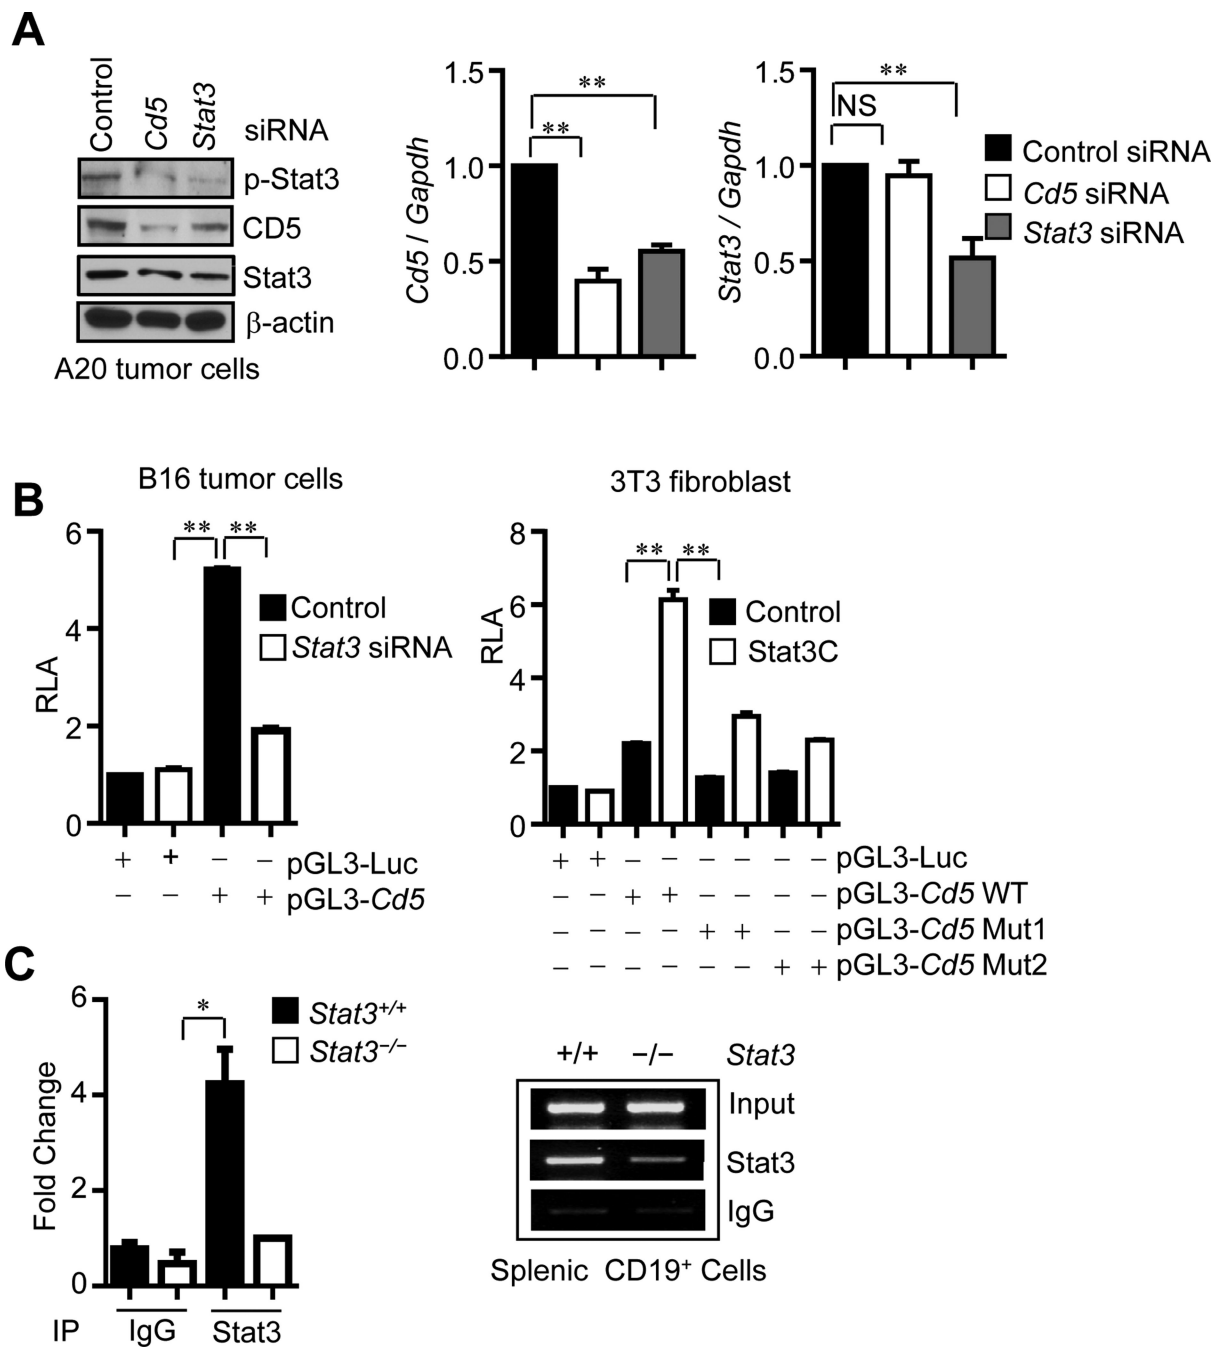 A
Control
Cd5
Stat3
siRNA
p-Stat3
CD5
Stat3
β-actin
A20 tumor cells
Cd5 / Gapdh
1.5
1.0
0.5
0.0
**
**
Stat3 / Gapdh
1.5
1.0
0.5
0.0
**
NS
Control siRNA
Cd5 siRNA
Stat3 siRNA
B
B16 tumor cells
RLA
6
4
2
0
** **
Control
Stat3 siRNA
+ + − − pGL3-Luc
− − + + pGL3-Cd5
3T3 fibroblast
RLA
8
6
4
2
0
** **
Control
Stat3C
+ + − − − − − − pGL3-Luc
− − + + − − − − pGL3-Cd5 WT
− − − − + + − − pGL3-Cd5 Mut1
− − − − − − + + pGL3-Cd5 Mut2
C
Fold Change
6
4
2
0
*
Stat3+/+
Stat3−/−
IP IgG Stat3
+/+ −/− Stat3
Input
Stat3
IgG
Splenic CD19+ Cells